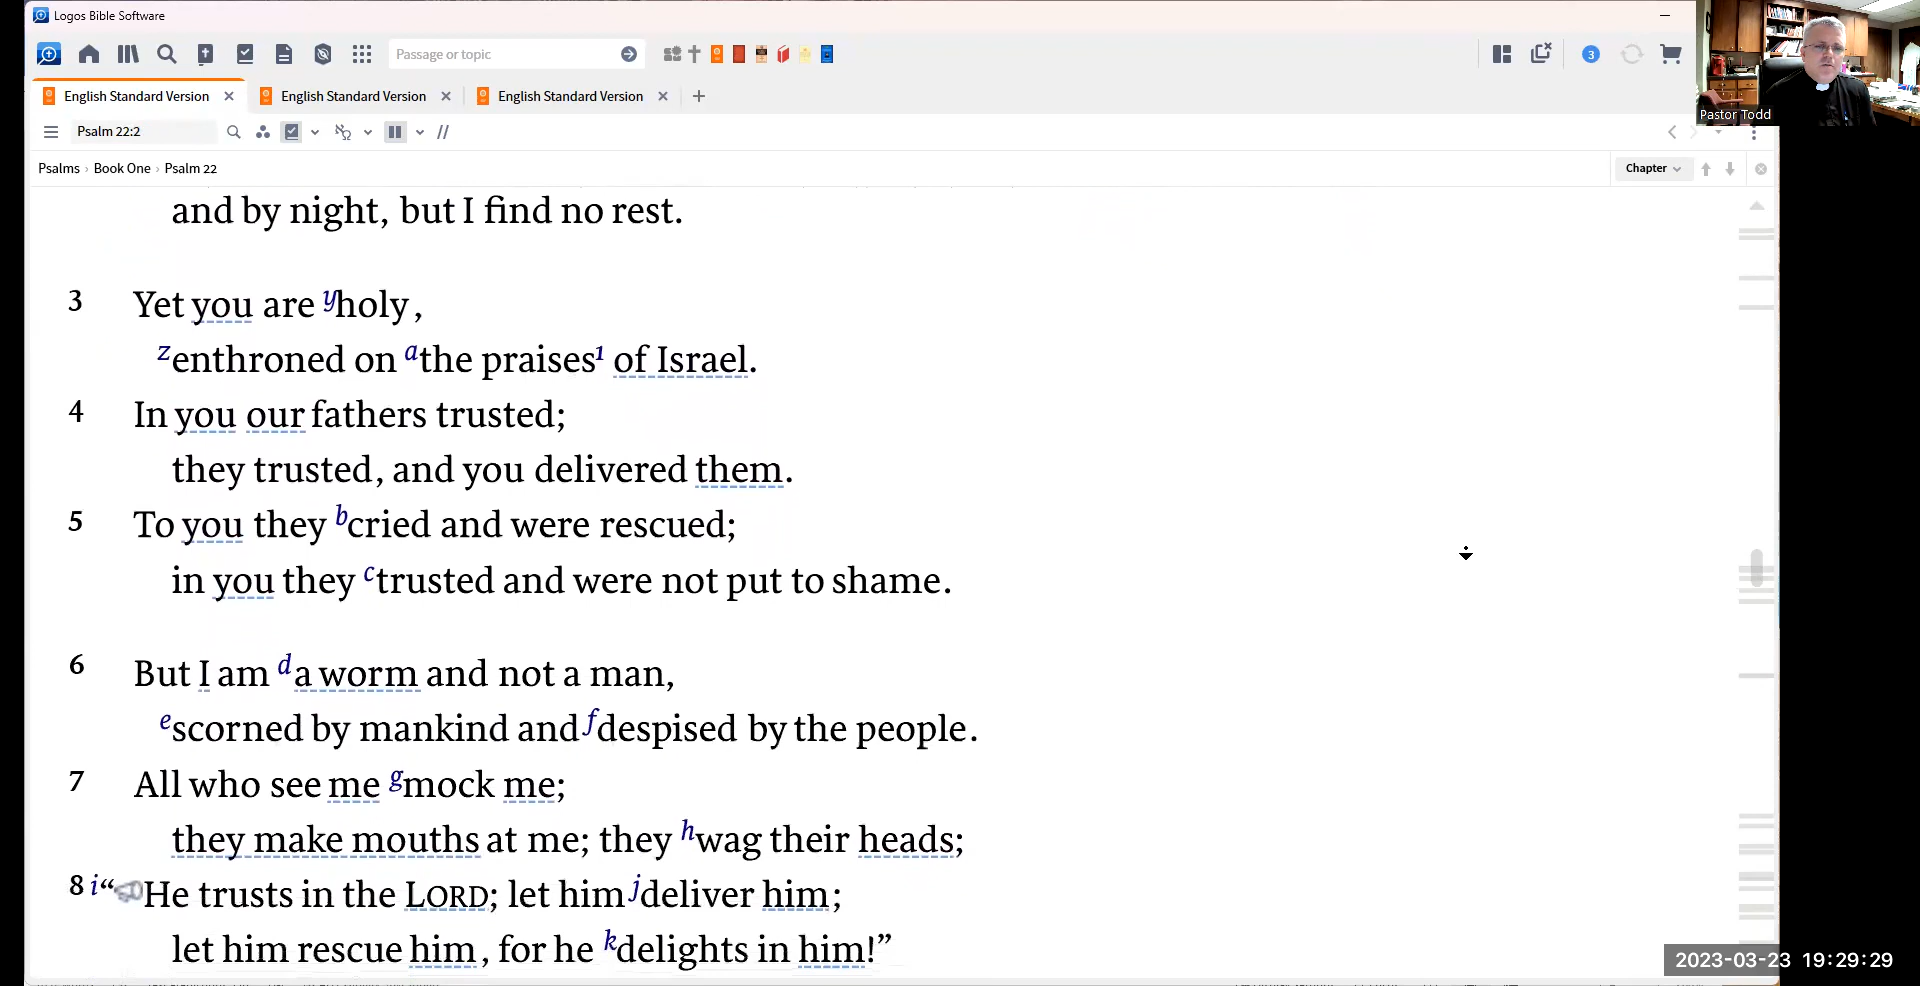 Logos Bible Software
Passage or topic
3
English Standard Version
English Standard Version
English Standard Version
Pastor Todd
Psalm 22:2
Psalms › Book One › Psalm 22
Chapter
and by night, but I find no rest.
3 Yet you are yholy,
zenthroned on athe praises1 of Israel.
4 In you our fathers trusted;
they trusted, and you delivered them.
5 To you they bcried and were rescued;
in you they ctrusted and were not put to shame.
6 But I am da worm and not a man,
escorned by mankind and fdespised by the people.
7 All who see me gmock me;
they make mouths at me; they hwag their heads;
8 i“He trusts in the LORD; let him jdeliver him;
let him rescue him, for he kdelights in him!”
2023-03-23 19:29:29